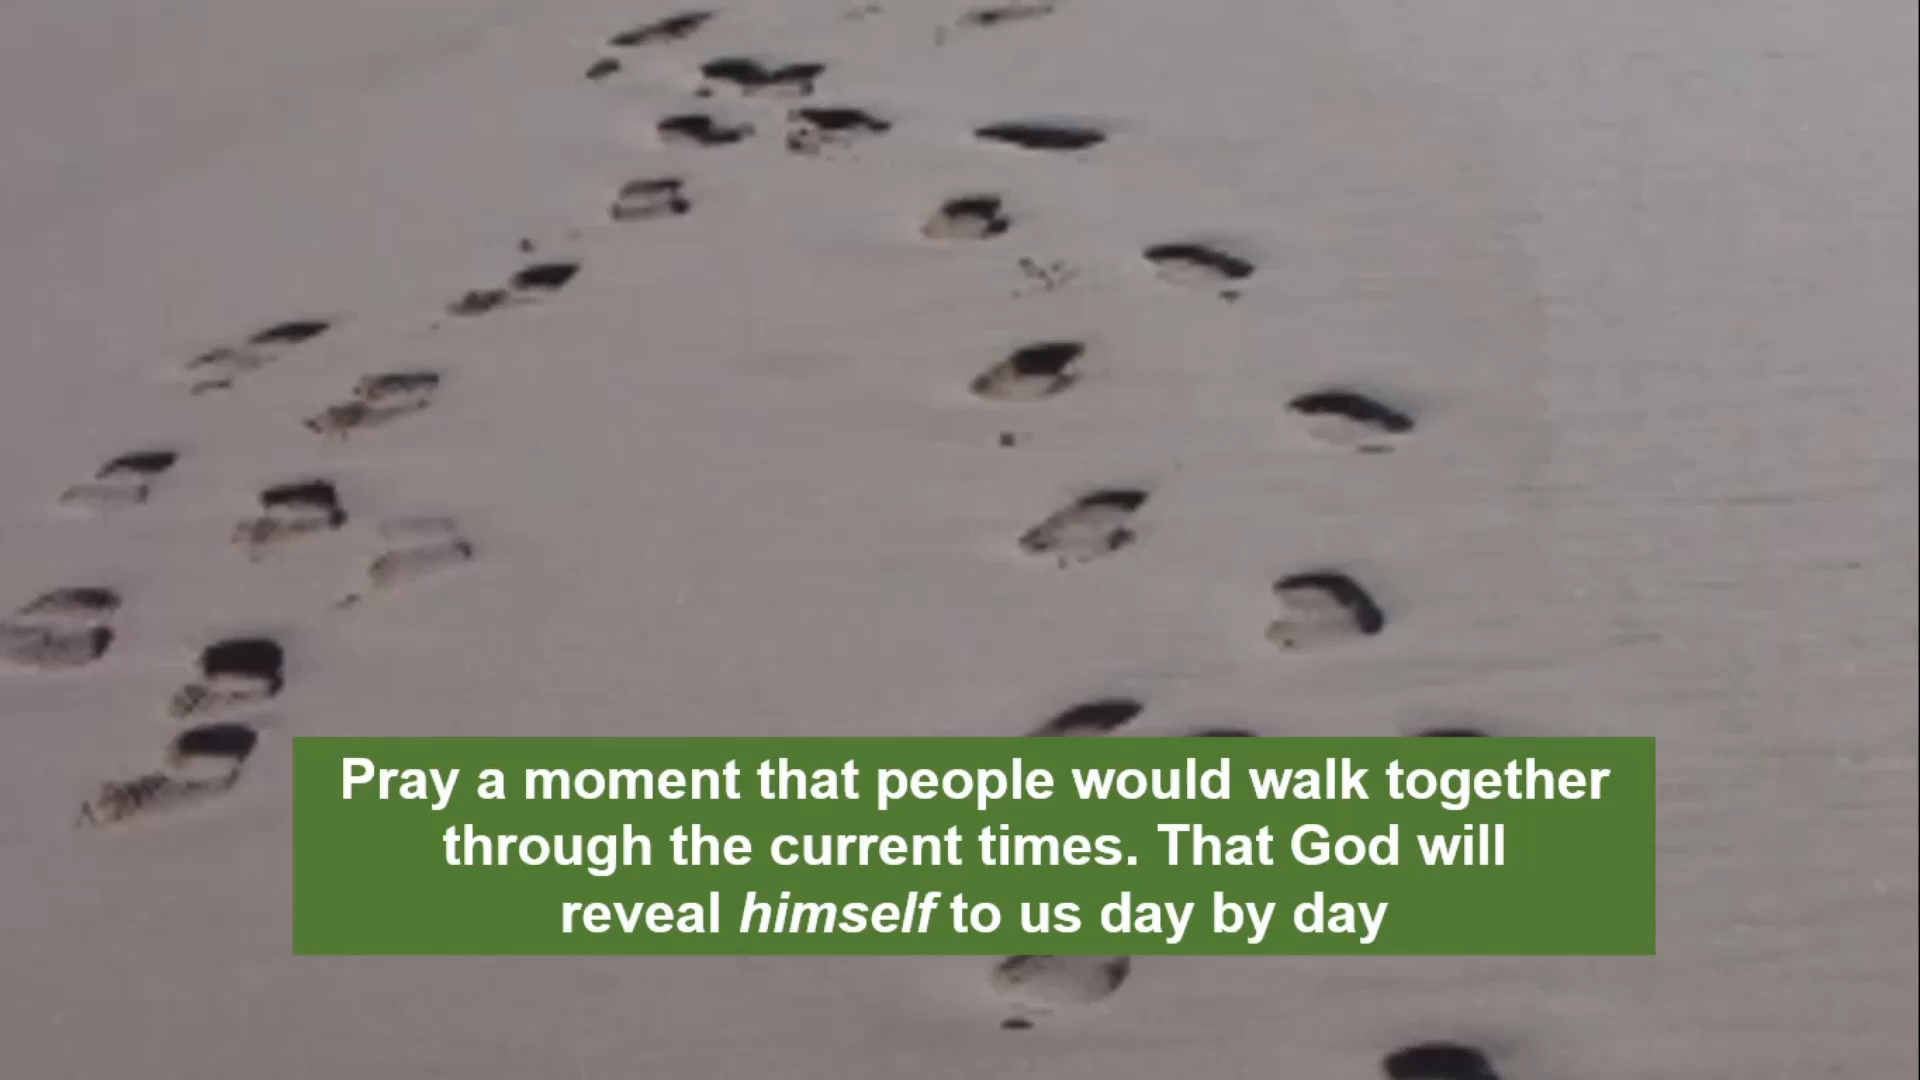 Pray a moment that people would walk together
through the current times. That God will
reveal himself to us day by day